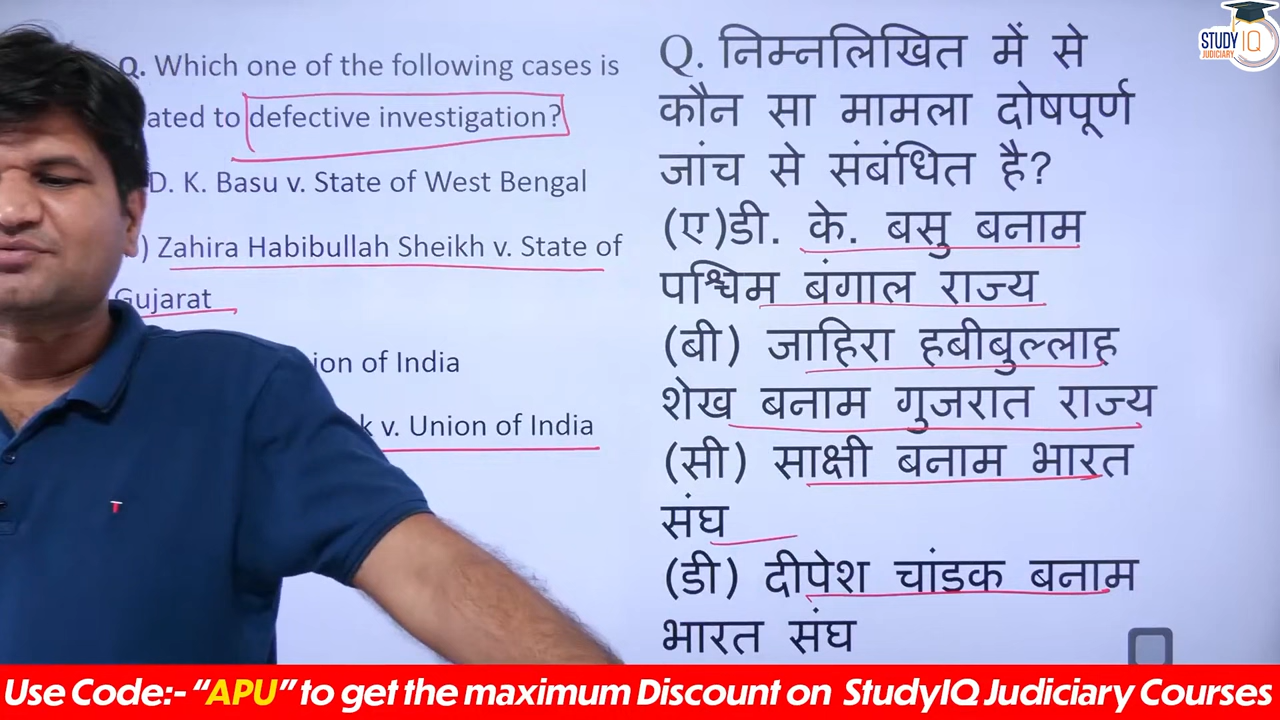 Q. Which one of the following cases is
ated to defective investigation?
D. K. Basu v. State of West Bengal
) Zahira Habibullah Sheikh v. State of
Gujarat
ion of India
k v. Union of India
Q. निम्नलिखित में से
कौन सा मामला दोषपूर्ण
जांच से संबंधित है?
(ए)डी. के. बसु बनाम
पश्चिम बंगाल राज्य
(बी) जाहिरा हबीबुल्लाह
शेख बनाम गुजरात राज्य
(सी) साक्षी बनाम भारत
संघ
(डी) दीपेश चांडक बनाम
भारत संघ
STUDY IQ
JUDICIARY
T
Use Code:- “APU” to get the maximum Discount on StudyIQ Judiciary Courses